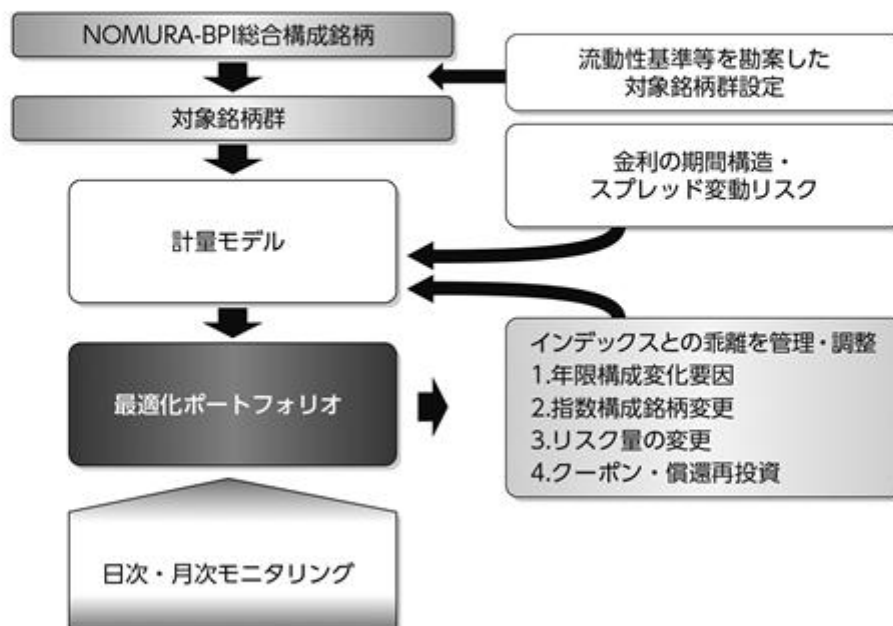 NOMURA-BPI総合構成銘柄
流動性基準等を勘案した
対象銘柄群設定
対象銘柄群
金利の期間構造・
スプレッド変動リスク
計量モデル
インデックスとの乖離を管理・調整
1.年限構成変化要因
2.指数構成銘柄変更
3.リスク量の変更
4.クーポン・償還再投資
最適化ポートフォリオ
日次・月次モニタリング